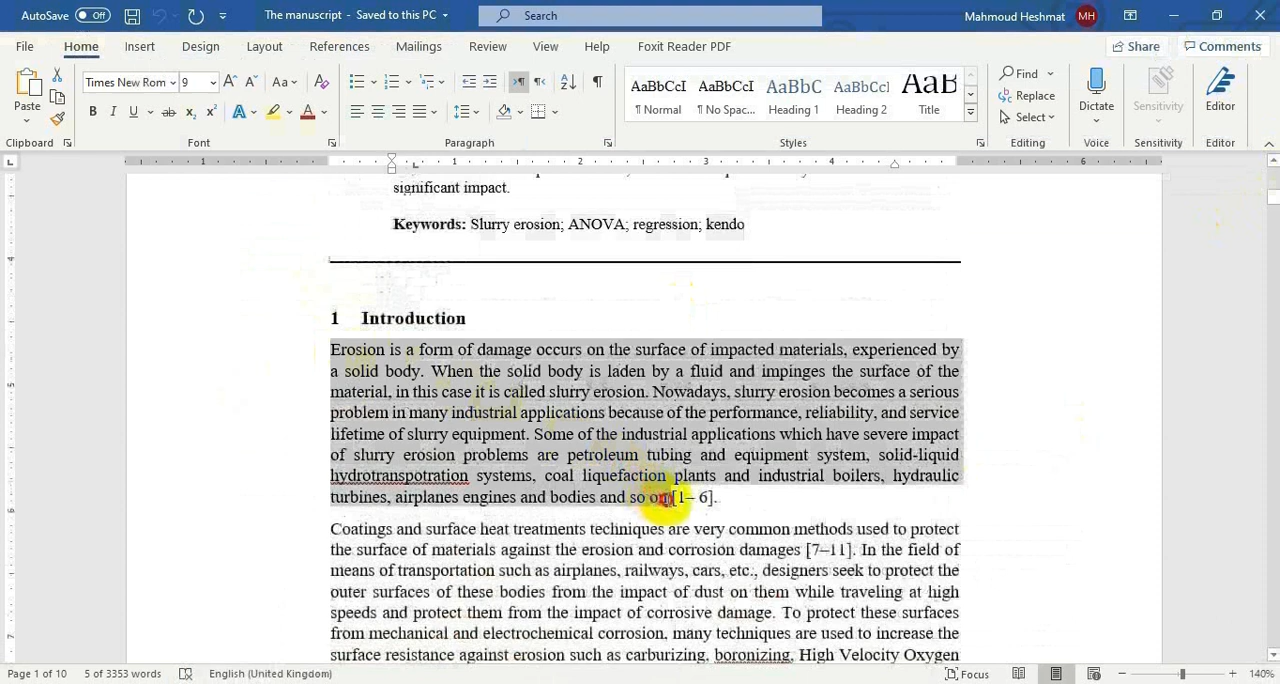 AutoSave Off The manuscript - Saved to this PC Search Mahmoud Heshmat MH
File Home Insert Design Layout References Mailings Review View Help Foxit Reader PDF Share Comments
Paste Times New Rom 9 Aa AaBbCcI AaBbCcI AaBbC AaBbCcI AaB Find Replace Select Dictate Sensitivity Editor
¶ Normal ¶ No Spac... Heading 1 Heading 2 Title
Clipboard Font Paragraph Styles Editing Voice Sensitivity Editor
significant impact.
Keywords: Slurry erosion; ANOVA; regression; kendo
1 Introduction
Erosion is a form of damage occurs on the surface of impacted materials, experienced by
a solid body. When the solid body is laden by a fluid and impinges the surface of the
material, in this case it is called slurry erosion. Nowadays, slurry erosion becomes a serious
problem in many industrial applications because of the performance, reliability, and service
lifetime of slurry equipment. Some of the industrial applications which have severe impact
of slurry erosion problems are petroleum tubing and equipment system, solid-liquid
hydrotranspotration systems, coal liquefaction plants and industrial boilers, hydraulic
turbines, airplanes engines and bodies and so on [1– 6].
Coatings and surface heat treatments techniques are very common methods used to protect
the surface of materials against the erosion and corrosion damages [7–11]. In the field of
means of transportation such as airplanes, railways, cars, etc., designers seek to protect the
outer surfaces of these bodies from the impact of dust on them while traveling at high
speeds and protect them from the impact of corrosive damage. To protect these surfaces
from mechanical and electrochemical corrosion, many techniques are used to increase the
surface resistance against erosion such as carburizing, boronizing, High Velocity Oxygen
Page 1 of 10 5 of 3353 words English (United Kingdom) Focus 140%